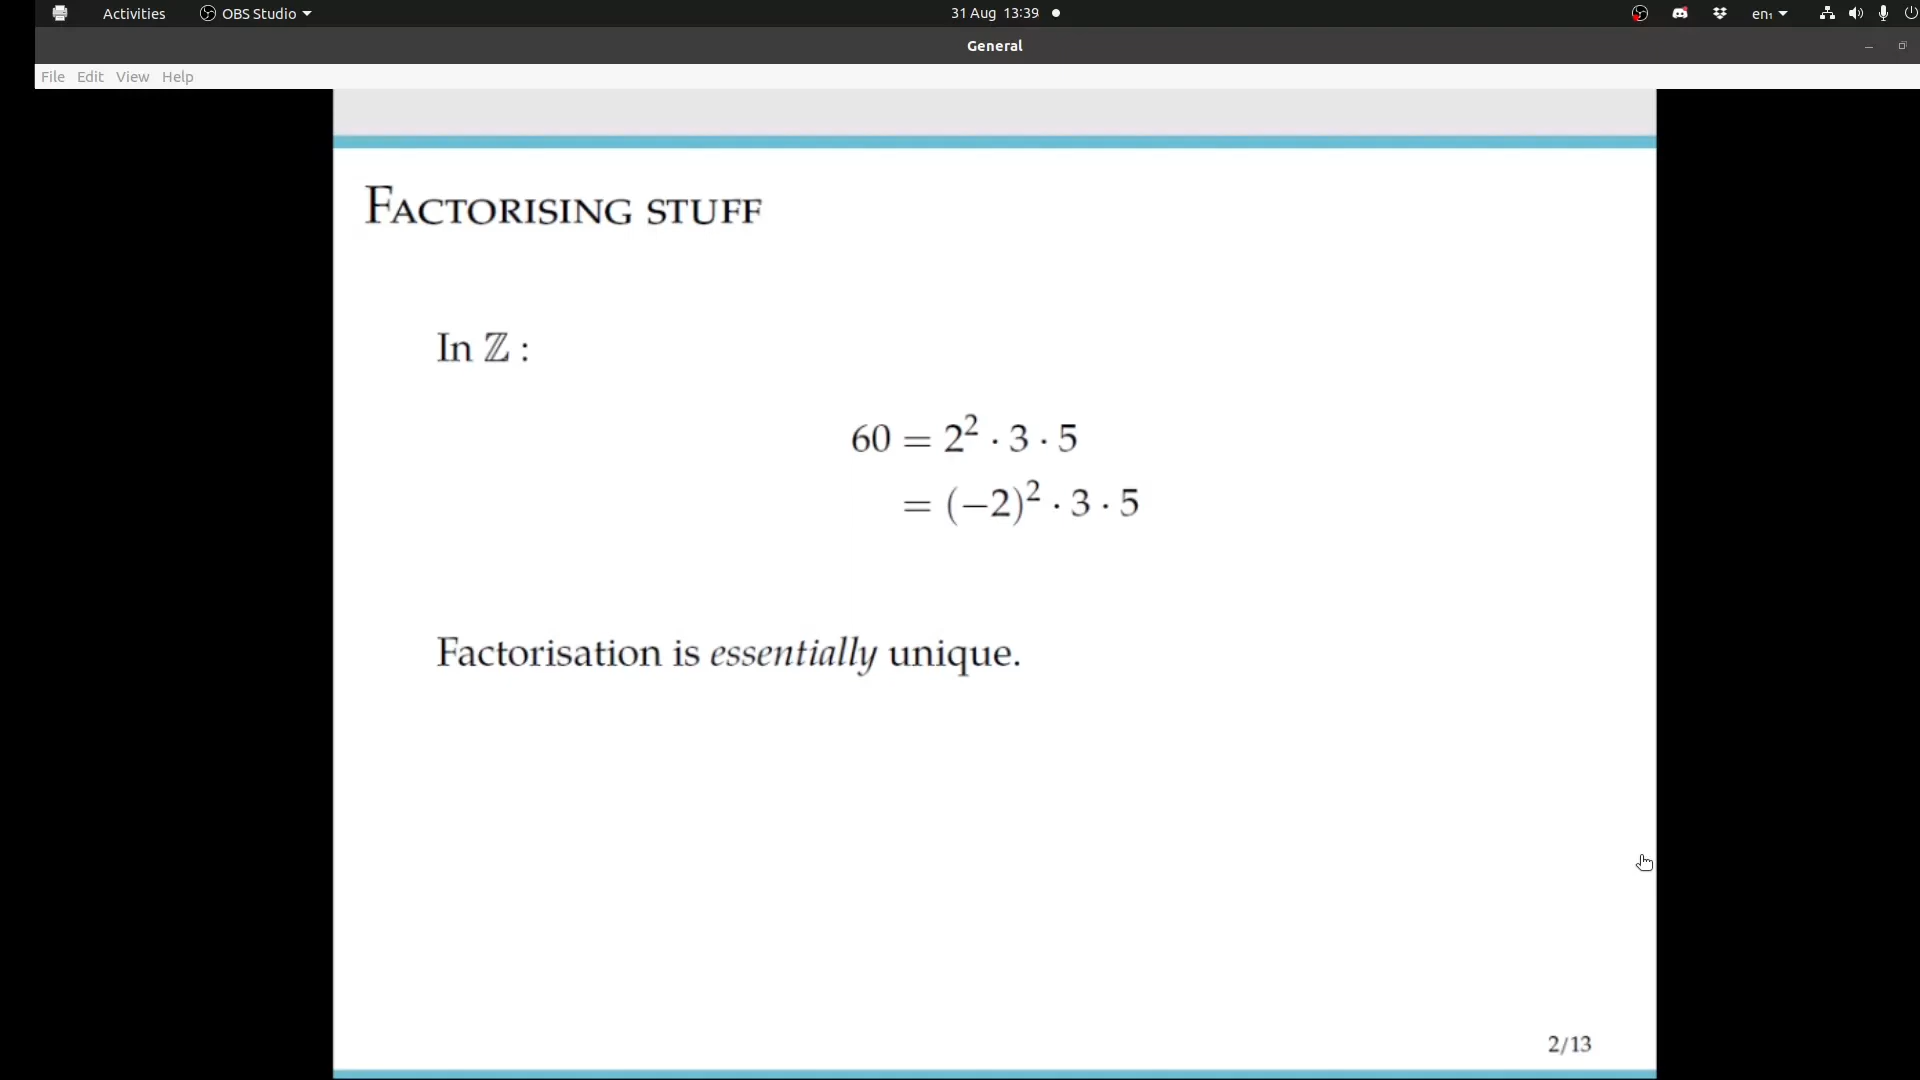 Activities OBS Studio 31 Aug 13:39 en₁
General
File Edit View Help
FACTORISING STUFF
In ℤ :
60 = 2² · 3 · 5
= (−2)² · 3 · 5
Factorisation is essentially unique.
2/13